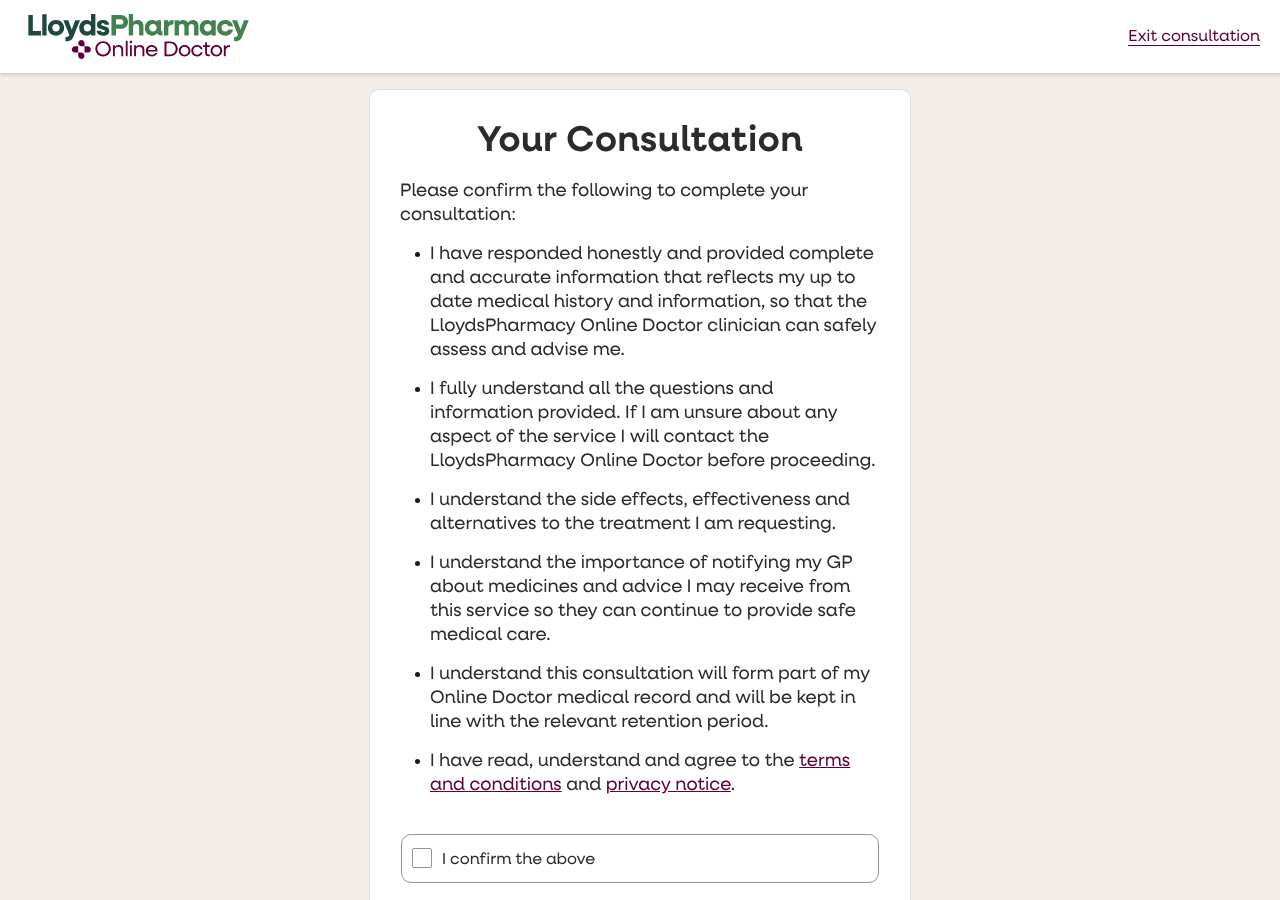 LloydsPharmacy
Online Doctor
Exit consultation
Your Consultation
Please confirm the following to complete your
consultation:
• I have responded honestly and provided complete
and accurate information that reflects my up to
date medical history and information, so that the
LloydsPharmacy Online Doctor clinician can safely
assess and advise me.
• I fully understand all the questions and
information provided. If I am unsure about any
aspect of the service I will contact the
LloydsPharmacy Online Doctor before proceeding.
• I understand the side effects, effectiveness and
alternatives to the treatment I am requesting.
• I understand the importance of notifying my GP
about medicines and advice I may receive from
this service so they can continue to provide safe
medical care.
• I understand this consultation will form part of my
Online Doctor medical record and will be kept in
line with the relevant retention period.
• I have read, understand and agree to the terms
and conditions and privacy notice.
I confirm the above